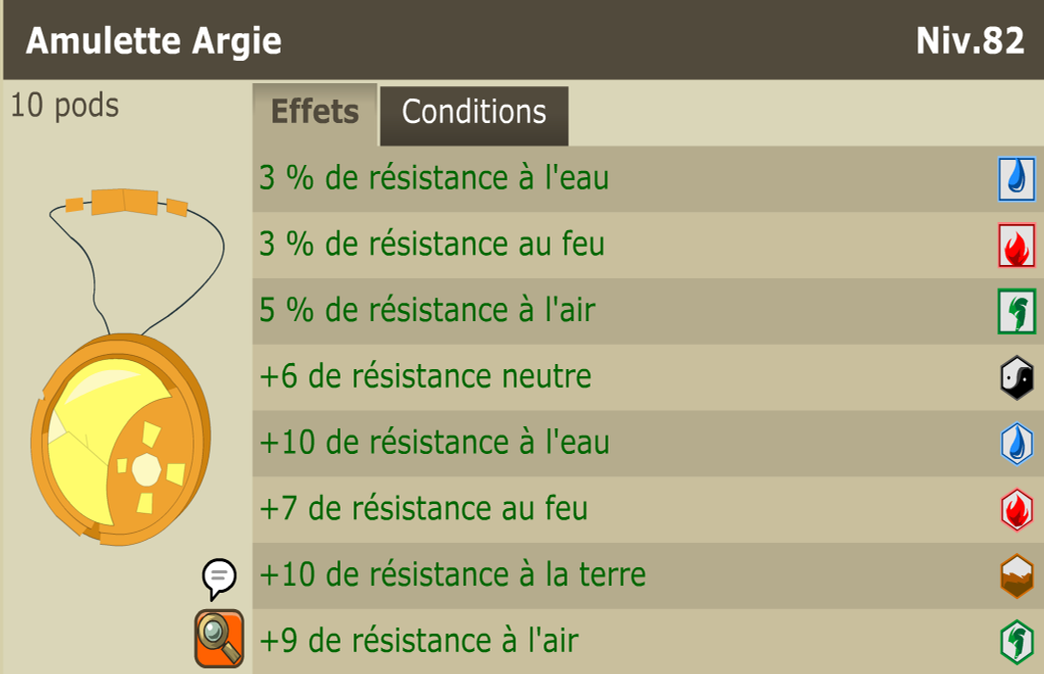 Amulette Argie
Niv.82
10 pods
Effets
Conditions
3 % de résistance à l'eau
3 % de résistance au feu
5 % de résistance à l'air
+6 de résistance neutre
+10 de résistance à l'eau
+7 de résistance au feu
+10 de résistance à la terre
+9 de résistance à l'air